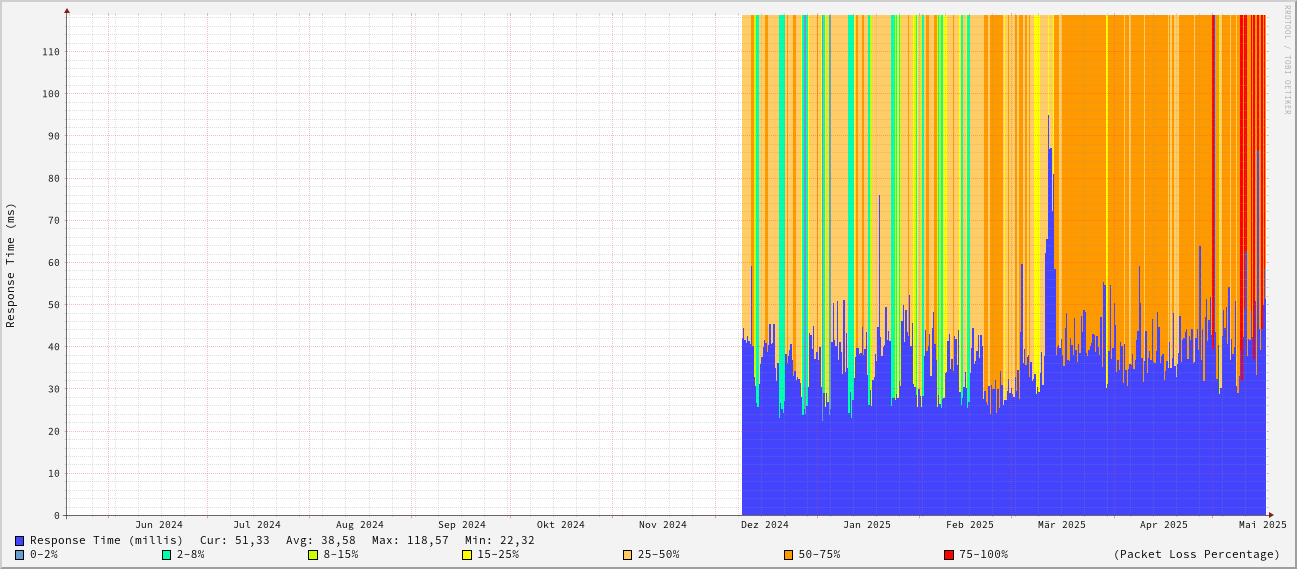 RRDTOOL / TOBI OETIKER
Response Time (ms)
110
100
90
80
70
60
50
40
30
20
10
0
Jun 2024 Jul 2024 Aug 2024 Sep 2024 Okt 2024 Nov 2024 Dez 2024 Jan 2025 Feb 2025 Mär 2025 Apr 2025 Mai 2025
Response Time (millis) Cur: 51,33 Avg: 38,58 Max: 118,57 Min: 22,32
0-2% 2-8% 8-15% 15-25% 25-50% 50-75% 75-100% (Packet Loss Percentage)